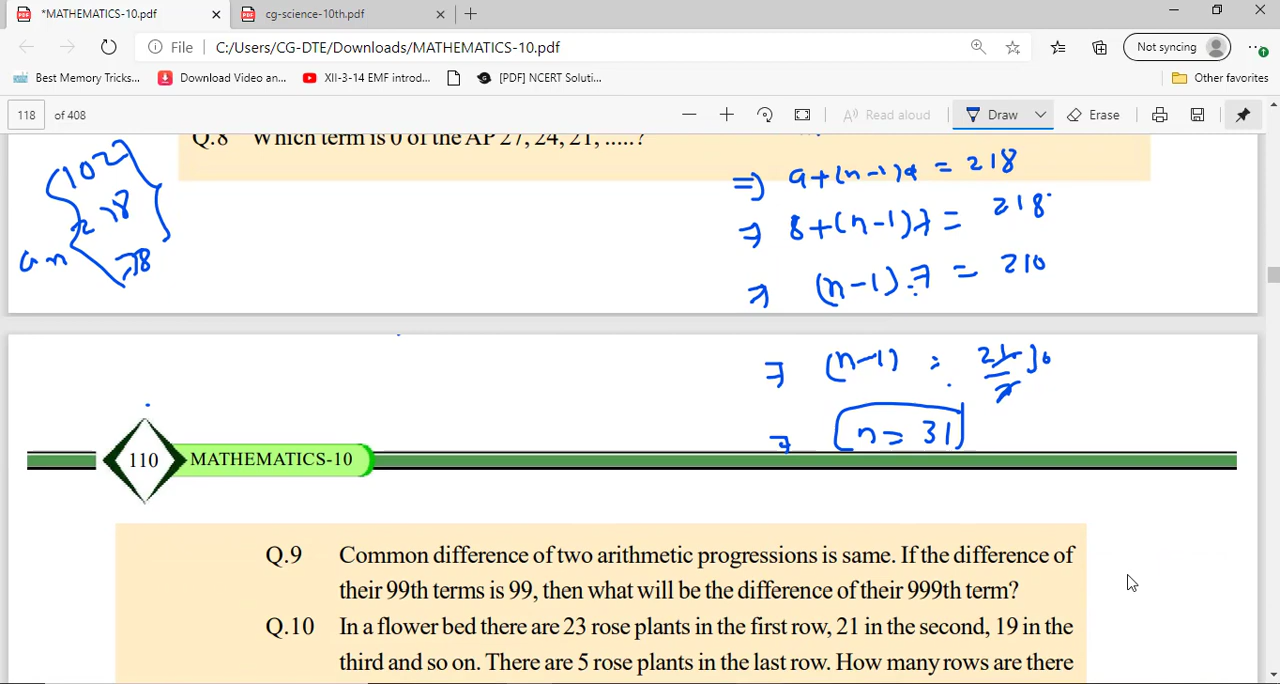 *MATHEMATICS-10.pdf
cg-science-10th.pdf
File | C:/Users/CG-DTE/Downloads/MATHEMATICS-10.pdf
Not syncing
Best Memory Tricks...
Download Video an...
XII-3-14 EMF introd...
[PDF] NCERT Soluti...
Other favorites
118 of 408
Read aloud
Draw
Erase
Q.8 Which term is 0 of the AP 27, 24, 21, .....?
102
an
⇒ a+(n-1)d = 218
⇒ 8+(n-1)7 = 218
⇒ (n-1).7 = 210
⇒ (n-1) = 30
⇒ n = 31
110 MATHEMATICS-10
Q.9 Common difference of two arithmetic progressions is same. If the difference of
their 99th terms is 99, then what will be the difference of their 999th term?
Q.10 In a flower bed there are 23 rose plants in the first row, 21 in the second, 19 in the
third and so on. There are 5 rose plants in the last row. How many rows are there